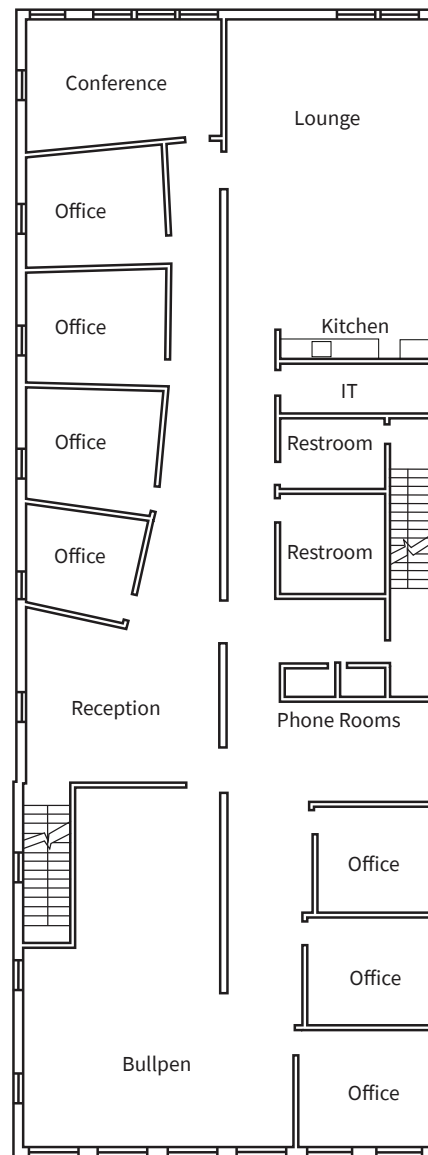 Conference
Lounge
Office
Office
Kitchen
IT
Office
Restroom
Office
Restroom
Reception
Phone Rooms
Office
Office
Bullpen
Office